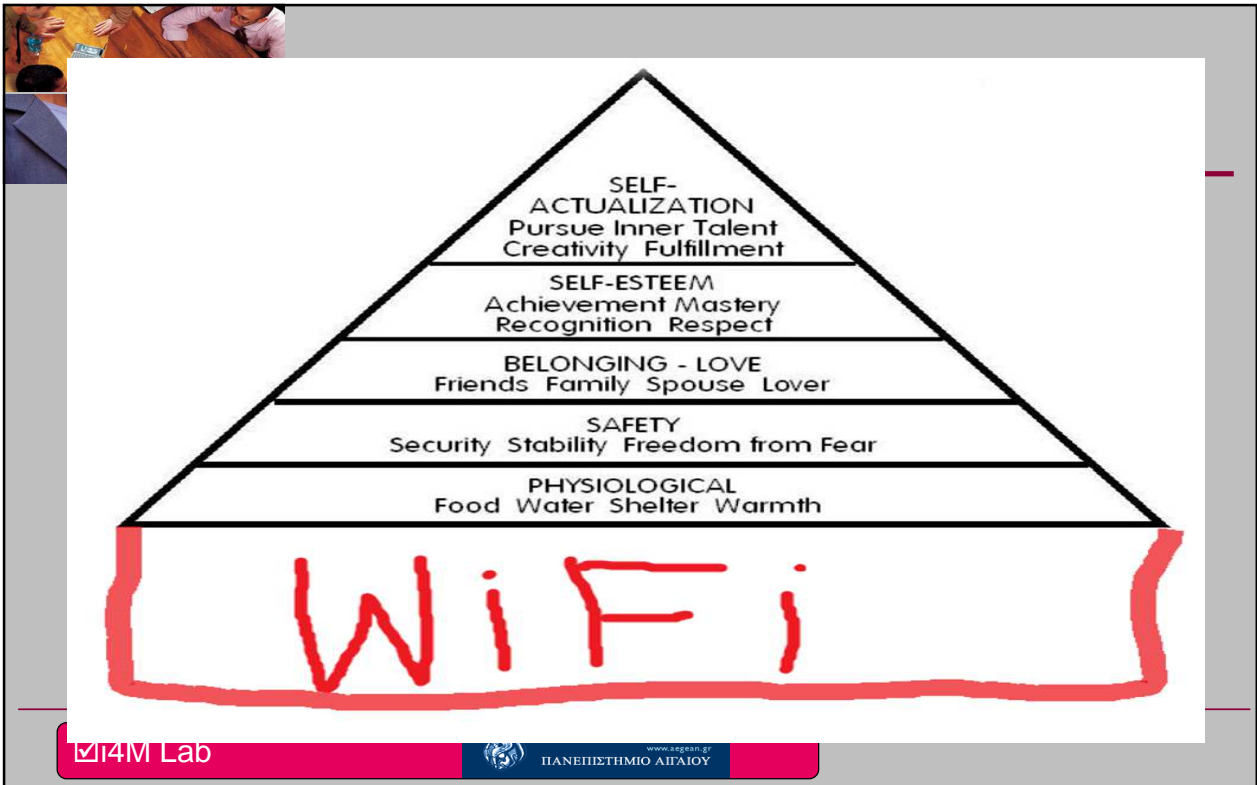 SELF-
ACTUALIZATION
Pursue Inner Talent
Creativity Fulfillment
SELF-ESTEEM
Achievement Mastery
Recognition Respect
BELONGING - LOVE
Friends Family Spouse Lover
SAFETY
Security Stability Freedom from Fear
PHYSIOLOGICAL
Food Water Shelter Warmth
WiFi
☑i4M Lab
www.aegean.gr
ΠΑΝΕΠΙΣΤΗΜΙΟ ΑΙΓΑΙΟΥ